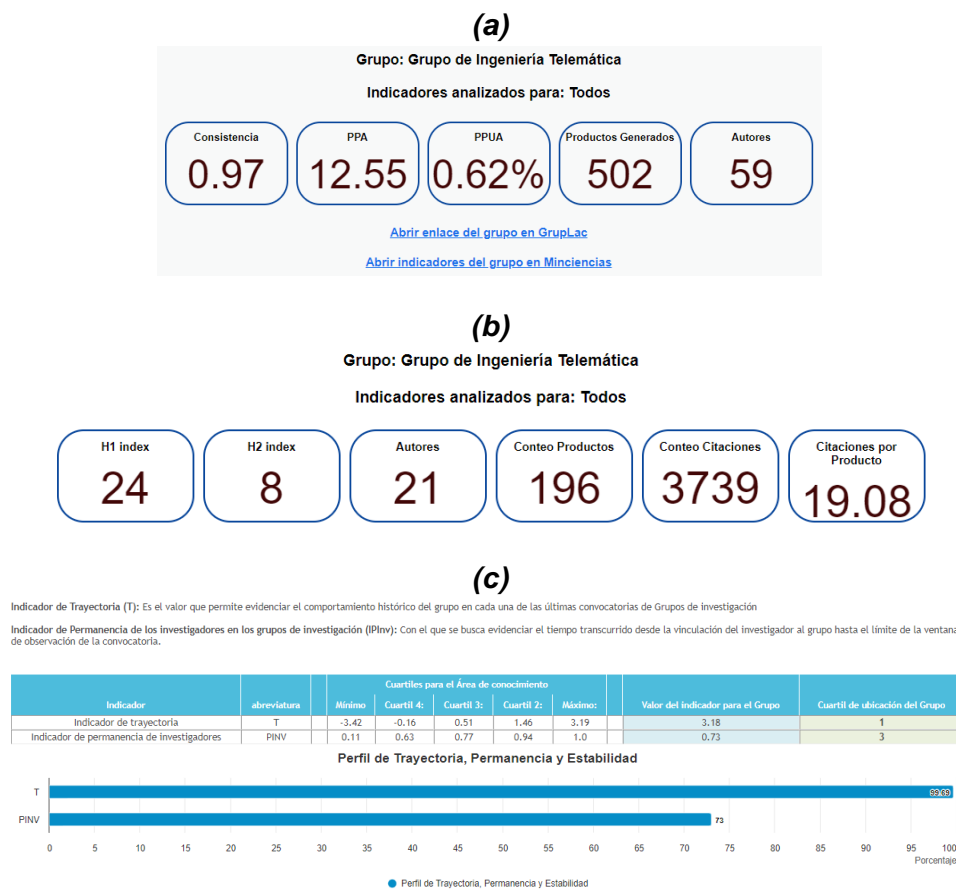 (a)
Grupo: Grupo de Ingeniería Telemática
Indicadores analizados para: Todos
Consistencia PPA PPUA Productos Generados Autores
0.97 12.55 0.62% 502 59
Abrir enlace del grupo en GrupLac
Abrir indicadores del grupo en Minciencias
(b)
Grupo: Grupo de Ingeniería Telemática
Indicadores analizados para: Todos
H1 index H2 index Autores Conteo Productos Conteo Citaciones Citaciones por Producto
24 8 21 196 3739 19.08
(c)
Indicador de Trayectoria (T): Es el valor que permite evidenciar el comportamiento histórico del grupo en cada una de las últimas convocatorias de Grupos de investigación
Indicador de Permanencia de los investigadores en los grupos de investigación (IPInv): Con el que se busca evidenciar el tiempo transcurrido desde la vinculación del investigador al grupo hasta el límite de la ventana
de observación de la convocatoria.
Cuartiles para el Área de conocimiento
Indicador abreviatura Mínimo Cuartil 4: Cuartil 3: Cuartil 2: Máximo: Valor del indicador para el Grupo Cuartil de ubicación del Grupo
Indicador de trayectoria T -3.42 -0.16 0.51 1.46 3.19 3.18 1
Indicador de permanencia de investigadores PINV 0.11 0.63 0.77 0.94 1.0 0.73 3
Perfil de Trayectoria, Permanencia y Estabilidad
T 99.69
PINV 73
0 5 10 15 20 25 30 35 40 45 50 55 60 65 70 75 80 85 90 95 100
Porcentaje
Perfil de Trayectoria, Permanencia y Estabilidad